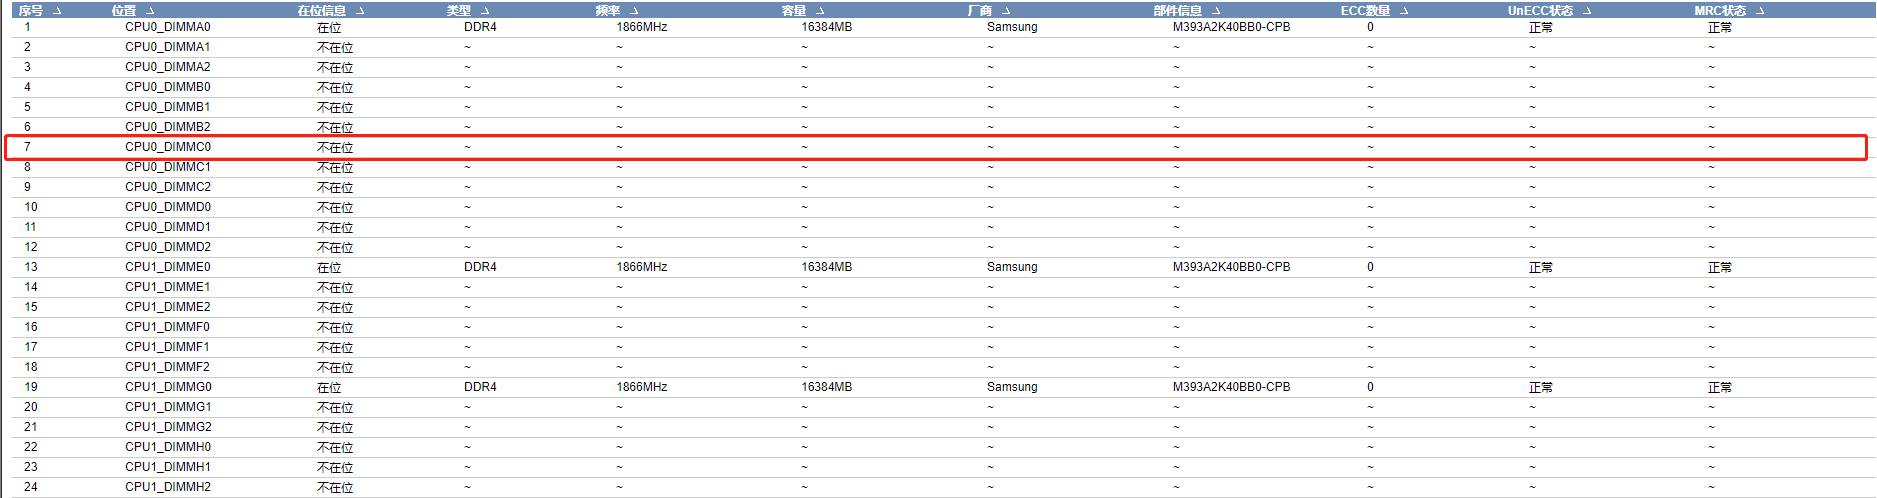 序号 位置 在位信息 类型 频率 容量 厂商 部件信息 ECC数量 UnECC状态 MRC状态
1 CPU0_DIMMA0 在位 DDR4 1866MHz 16384MB Samsung M393A2K40BB0-CPB 0 正常 正常
2 CPU0_DIMMA1 不在位 ~ ~ ~ ~ ~ ~ ~ ~
3 CPU0_DIMMA2 不在位 ~ ~ ~ ~ ~ ~ ~ ~
4 CPU0_DIMMB0 不在位 ~ ~ ~ ~ ~ ~ ~ ~
5 CPU0_DIMMB1 不在位 ~ ~ ~ ~ ~ ~ ~ ~
6 CPU0_DIMMB2 不在位 ~ ~ ~ ~ ~ ~ ~ ~
7 CPU0_DIMMC0 不在位 ~ ~ ~ ~ ~ ~ ~ ~
8 CPU0_DIMMC1 不在位 ~ ~ ~ ~ ~ ~ ~ ~
9 CPU0_DIMMC2 不在位 ~ ~ ~ ~ ~ ~ ~ ~
10 CPU0_DIMMD0 不在位 ~ ~ ~ ~ ~ ~ ~ ~
11 CPU0_DIMMD1 不在位 ~ ~ ~ ~ ~ ~ ~ ~
12 CPU0_DIMMD2 不在位 ~ ~ ~ ~ ~ ~ ~ ~
13 CPU1_DIMME0 在位 DDR4 1866MHz 16384MB Samsung M393A2K40BB0-CPB 0 正常 正常
14 CPU1_DIMME1 不在位 ~ ~ ~ ~ ~ ~ ~ ~
15 CPU1_DIMME2 不在位 ~ ~ ~ ~ ~ ~ ~ ~
16 CPU1_DIMMF0 不在位 ~ ~ ~ ~ ~ ~ ~ ~
17 CPU1_DIMMF1 不在位 ~ ~ ~ ~ ~ ~ ~ ~
18 CPU1_DIMMF2 不在位 ~ ~ ~ ~ ~ ~ ~ ~
19 CPU1_DIMMG0 在位 DDR4 1866MHz 16384MB Samsung M393A2K40BB0-CPB 0 正常 正常
20 CPU1_DIMMG1 不在位 ~ ~ ~ ~ ~ ~ ~ ~
21 CPU1_DIMMG2 不在位 ~ ~ ~ ~ ~ ~ ~ ~
22 CPU1_DIMMH0 不在位 ~ ~ ~ ~ ~ ~ ~ ~
23 CPU1_DIMMH1 不在位 ~ ~ ~ ~ ~ ~ ~ ~
24 CPU1_DIMMH2 不在位 ~ ~ ~ ~ ~ ~ ~ ~